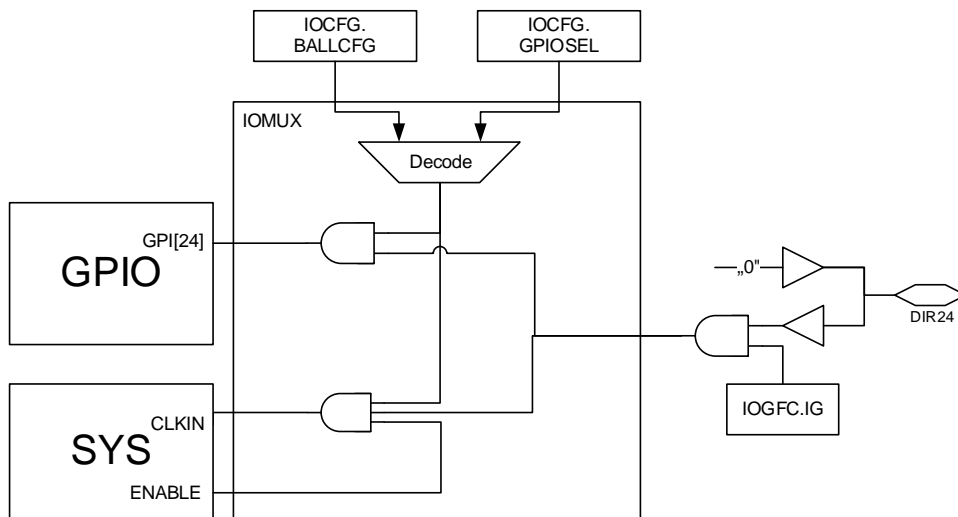 IOCFG.
BALLCFG
IOCFG.
GPIOSEL
IOMUX
Decode
GPI[24]
GPIO
„0"
DIR24
IOGFC.IG
CLKIN
SYS
ENABLE